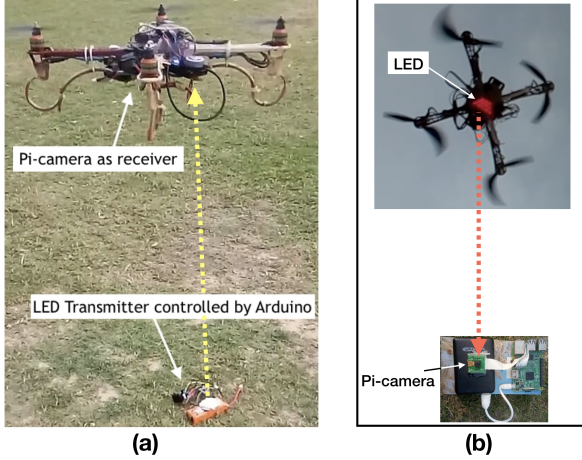 Pi-camera as receiver
LED Transmitter controlled by Arduino
(a)
LED
Pi-camera
(b)